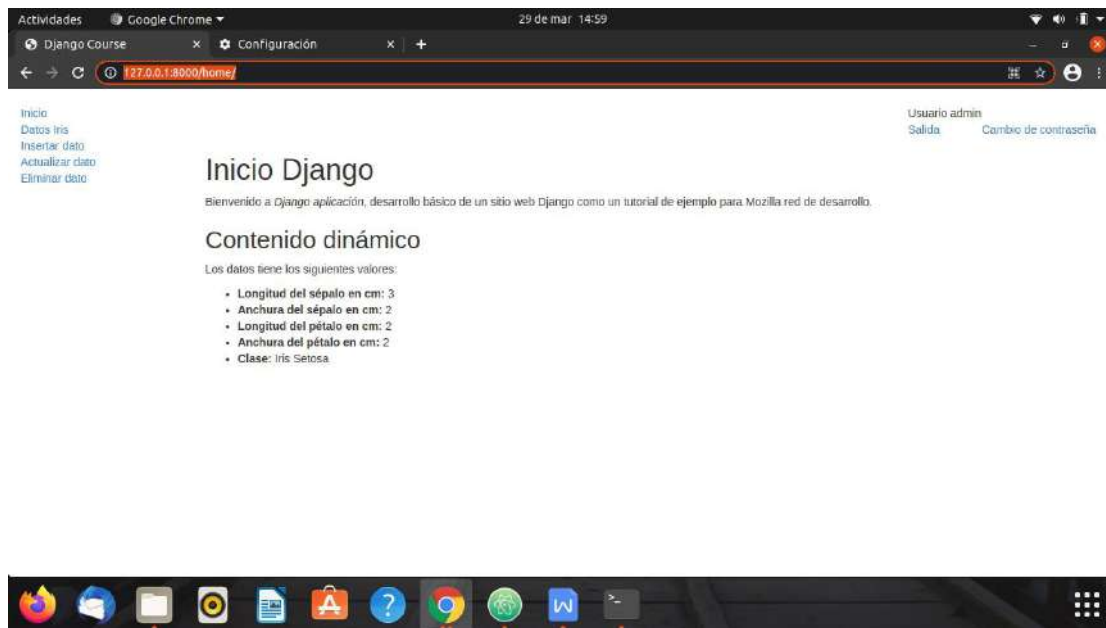 Actividades Google Chrome 29 de mar 14:59
Django Course Configuración
127.0.0.1:8000/home/
Inicio
Datos Iris
Insertar dato
Actualizar dato
Eliminar dato
Usuario admin
Salida Cambio de contraseña
Inicio Django
Bienvenido a Django aplicación, desarrollo básico de un sitio web Django como un tutorial de ejemplo para Mozilla red de desarrollo.
Contenido dinámico
Los datos tiene los siguientes valores:
Longitud del sépalo en cm: 3
Anchura del sépalo en cm: 2
Longitud del pétalo en cm: 2
Anchura del pétalo en cm: 2
Clase: Iris Setosa